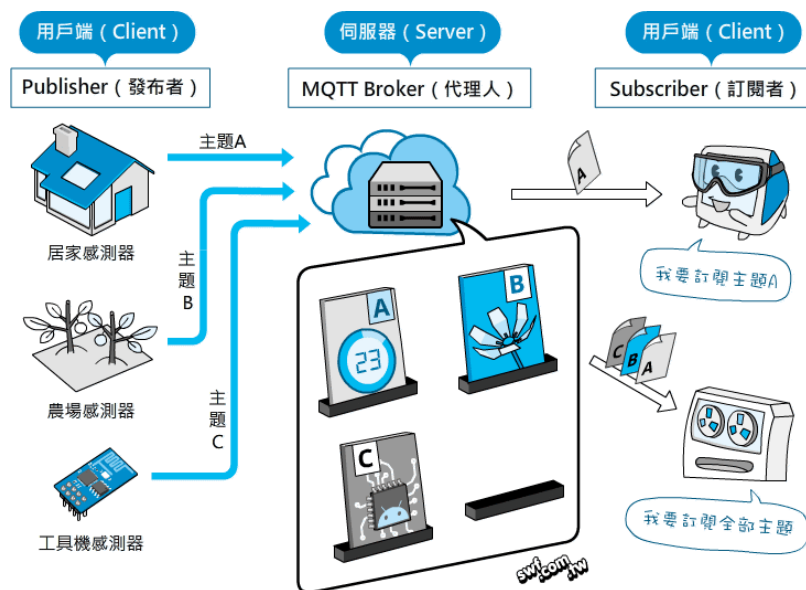 用戶端（Client）
Publisher（發布者）
伺服器（Server）
MQTT Broker（代理人）
用戶端（Client）
Subscriber（訂閱者）
主題A
居家感測器
主題B
農場感測器
主題C
工具機感測器
A
23
B
C
A
我要訂閱主題A
C
B
A
我要訂閱全部主題
swf.com.tw